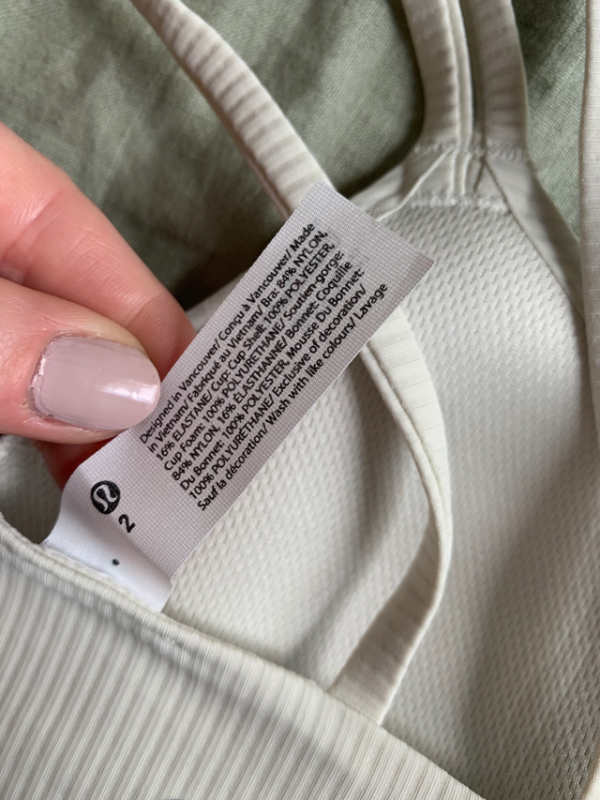 Designed in Vancouver/ Conçu à Vancouver/ Made
in Vietnam/ Fabriqué au Vietnam/ Bra: 84% NYLON,
16% ELASTANE/ Cup: Cup Shell: 100% POLYESTER,
Cup Foam: 100% POLYURETHANE/ Soutien-gorge:
84% NYLON, 16% ELASTHANNE/ Bonnet: Coquille
Du Bonnet: 100% POLYESTER, Mousse Du Bonnet:
100% POLYURETHANE/ Exclusive of decoration/
Sauf la décoration/ Wash with like colours/ Lavage
2